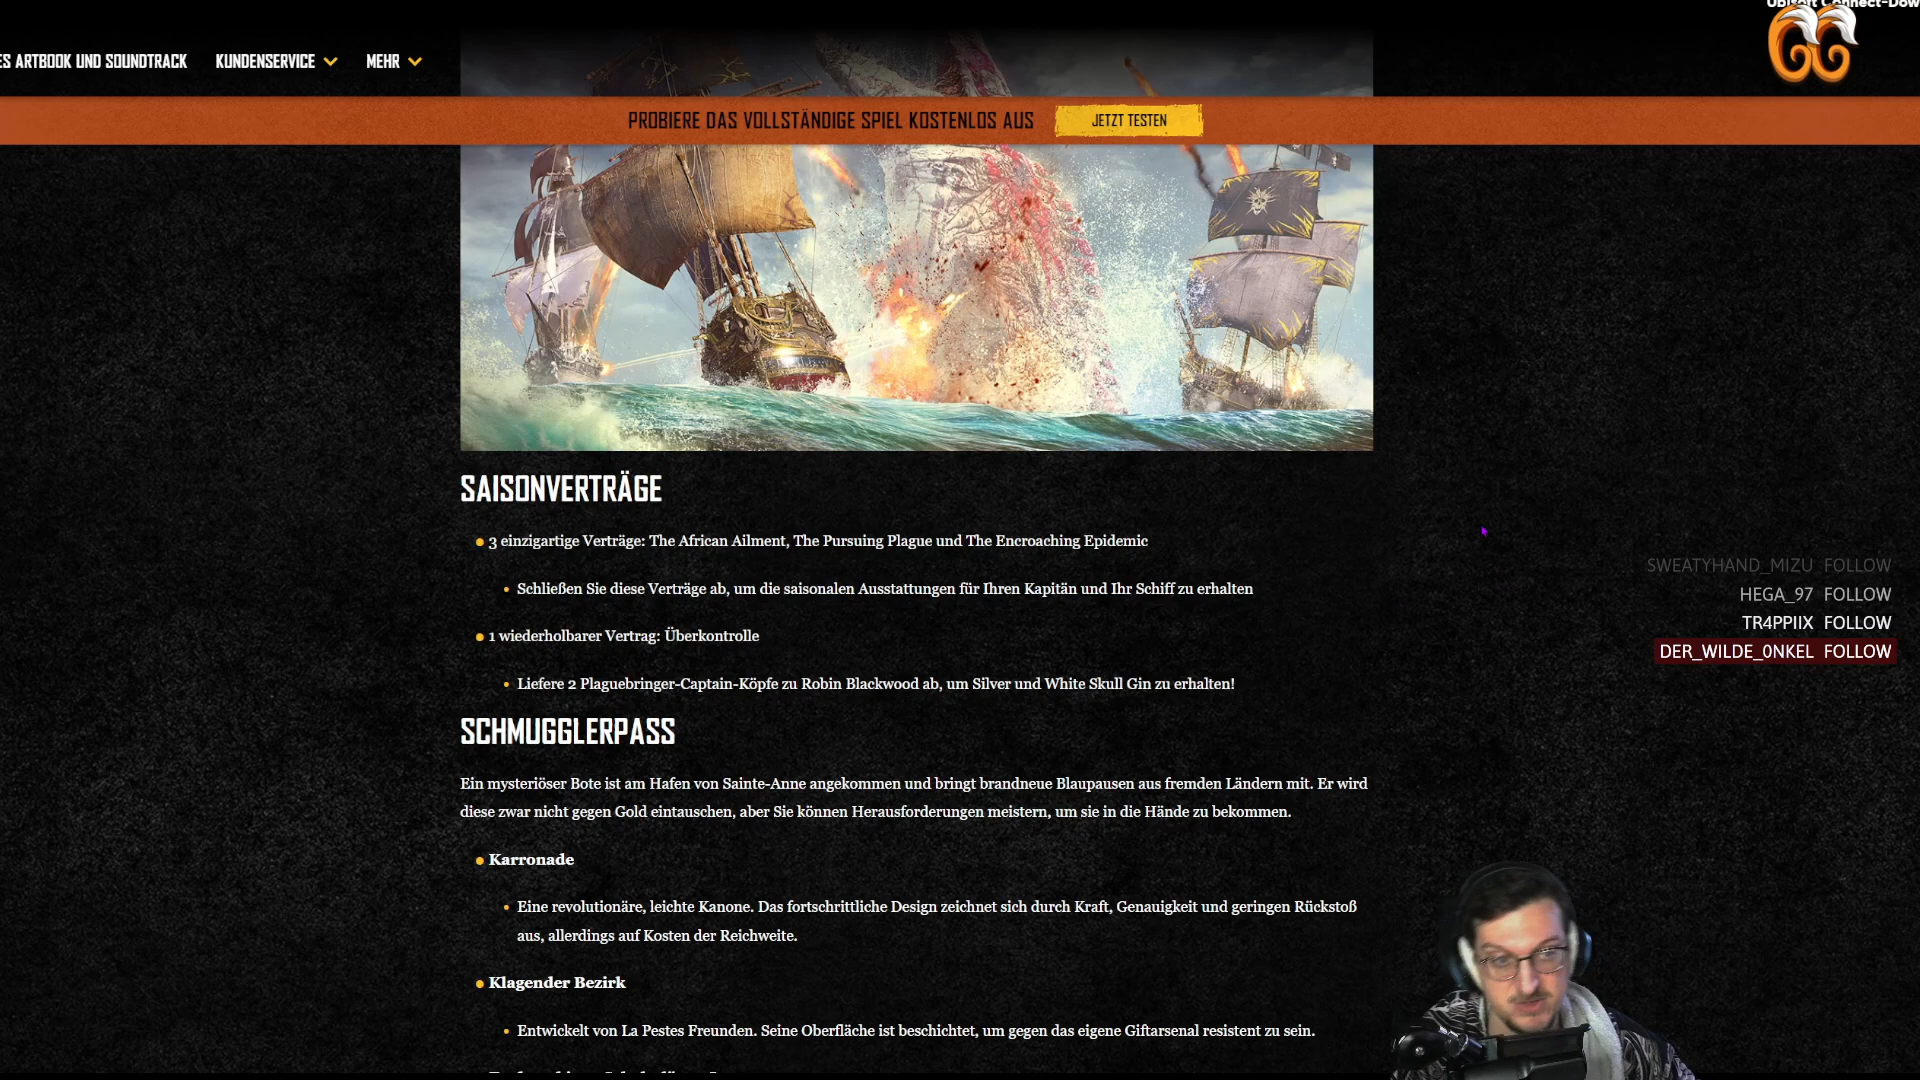 Ubisoft Connect-Dow
ES ARTBOOK UND SOUNDTRACK KUNDENSERVICE MEHR
PROBIERE DAS VOLLSTÄNDIGE SPIEL KOSTENLOS AUS JETZT TESTEN
SAISONVERTRÄGE
3 einzigartige Verträge: The African Ailment, The Pursuing Plague und The Encroaching Epidemic
Schließen Sie diese Verträge ab, um die saisonalen Ausstattungen für Ihren Kapitän und Ihr Schiff zu erhalten
1 wiederholbarer Vertrag: Überkontrolle
Liefere 2 Plaguebringer-Captain-Köpfe zu Robin Blackwood ab, um Silver und White Skull Gin zu erhalten!
SCHMUGGLERPASS
Ein mysteriöser Bote ist am Hafen von Sainte-Anne angekommen und bringt brandneue Blaupausen aus fremden Ländern mit. Er wird
diese zwar nicht gegen Gold eintauschen, aber Sie können Herausforderungen meistern, um sie in die Hände zu bekommen.
Karronade
Eine revolutionäre, leichte Kanone. Das fortschrittliche Design zeichnet sich durch Kraft, Genauigkeit und geringen Rückstoß
aus, allerdings auf Kosten der Reichweite.
Klagender Bezirk
Entwickelt von La Pestes Freunden. Seine Oberfläche ist beschichtet, um gegen das eigene Giftarsenal resistent zu sein.
SWEATYHAND_MIZU FOLLOW
HEGA_97 FOLLOW
TR4PPIIX FOLLOW
DER_WILDE_0NKEL FOLLOW